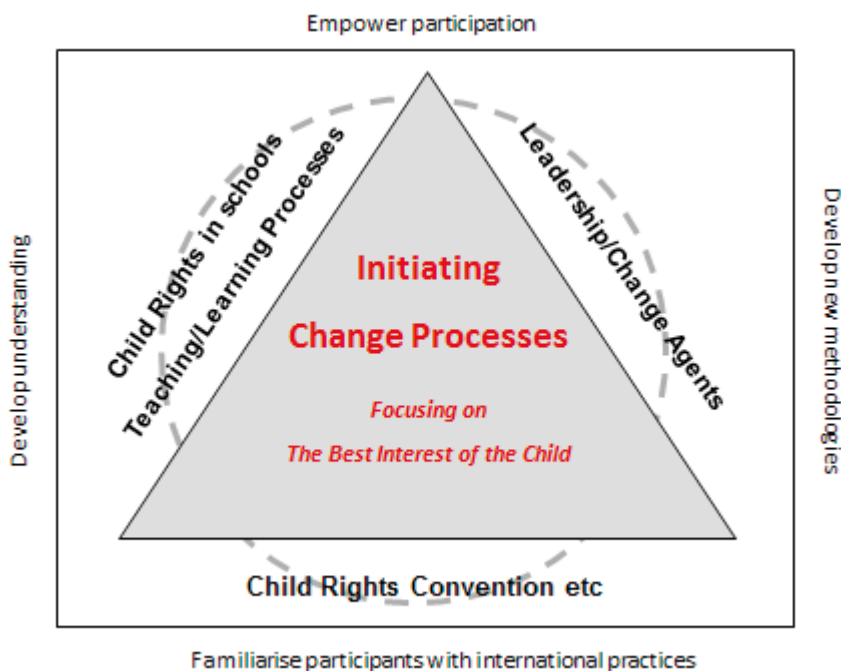 Empower participation
Child Rights in schools
Teaching/Learning Processes
Leadership/Change Agents
Develop understanding
Develop new methodologies
Initiating
Change Processes
Focusing on
The Best Interest of the Child
Child Rights Convention etc
Familiarise participants with international practices